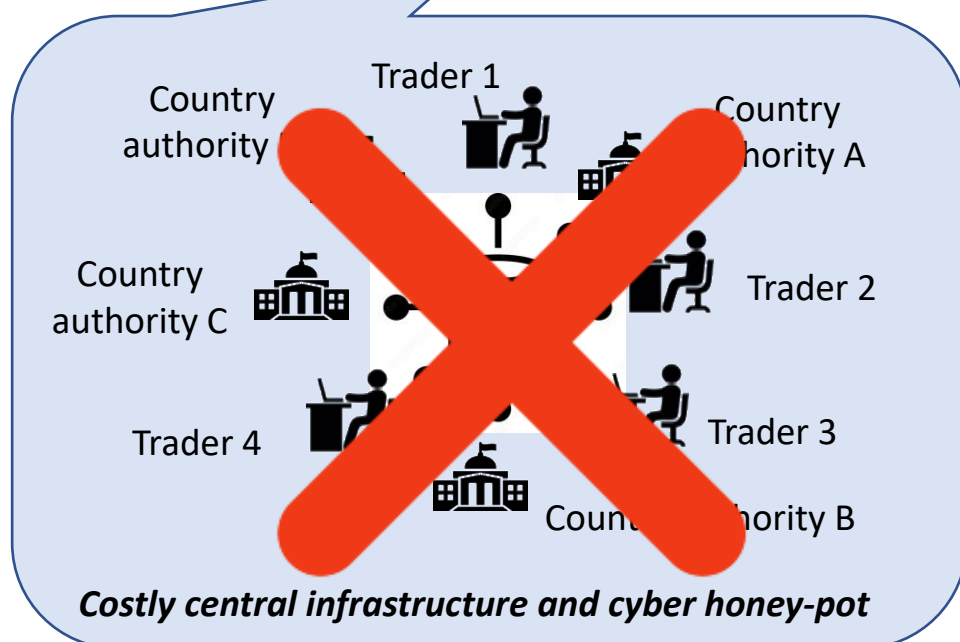 Trader 1
Country
authority
Country
hority A
Country
authority C
Trader 2
Trader 4
Trader 3
Coun hority B
Costly central infrastructure and cyber honey-pot